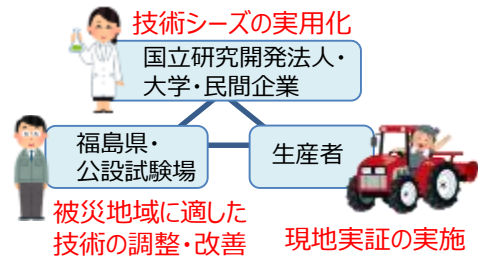 技術シーズの実用化
国立研究開発法人・
大学・民間企業
福島県・
公設試験場
生産者
被災地域に適した
技術の調整・改善
現地実証の実施